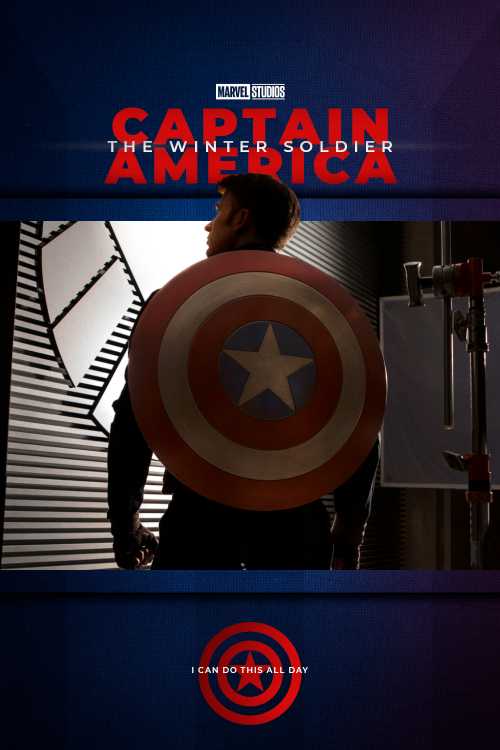 MARVEL STUDIOS
CAPTAIN
THE WINTER SOLDIER
AMERICA
I CAN DO THIS ALL DAY